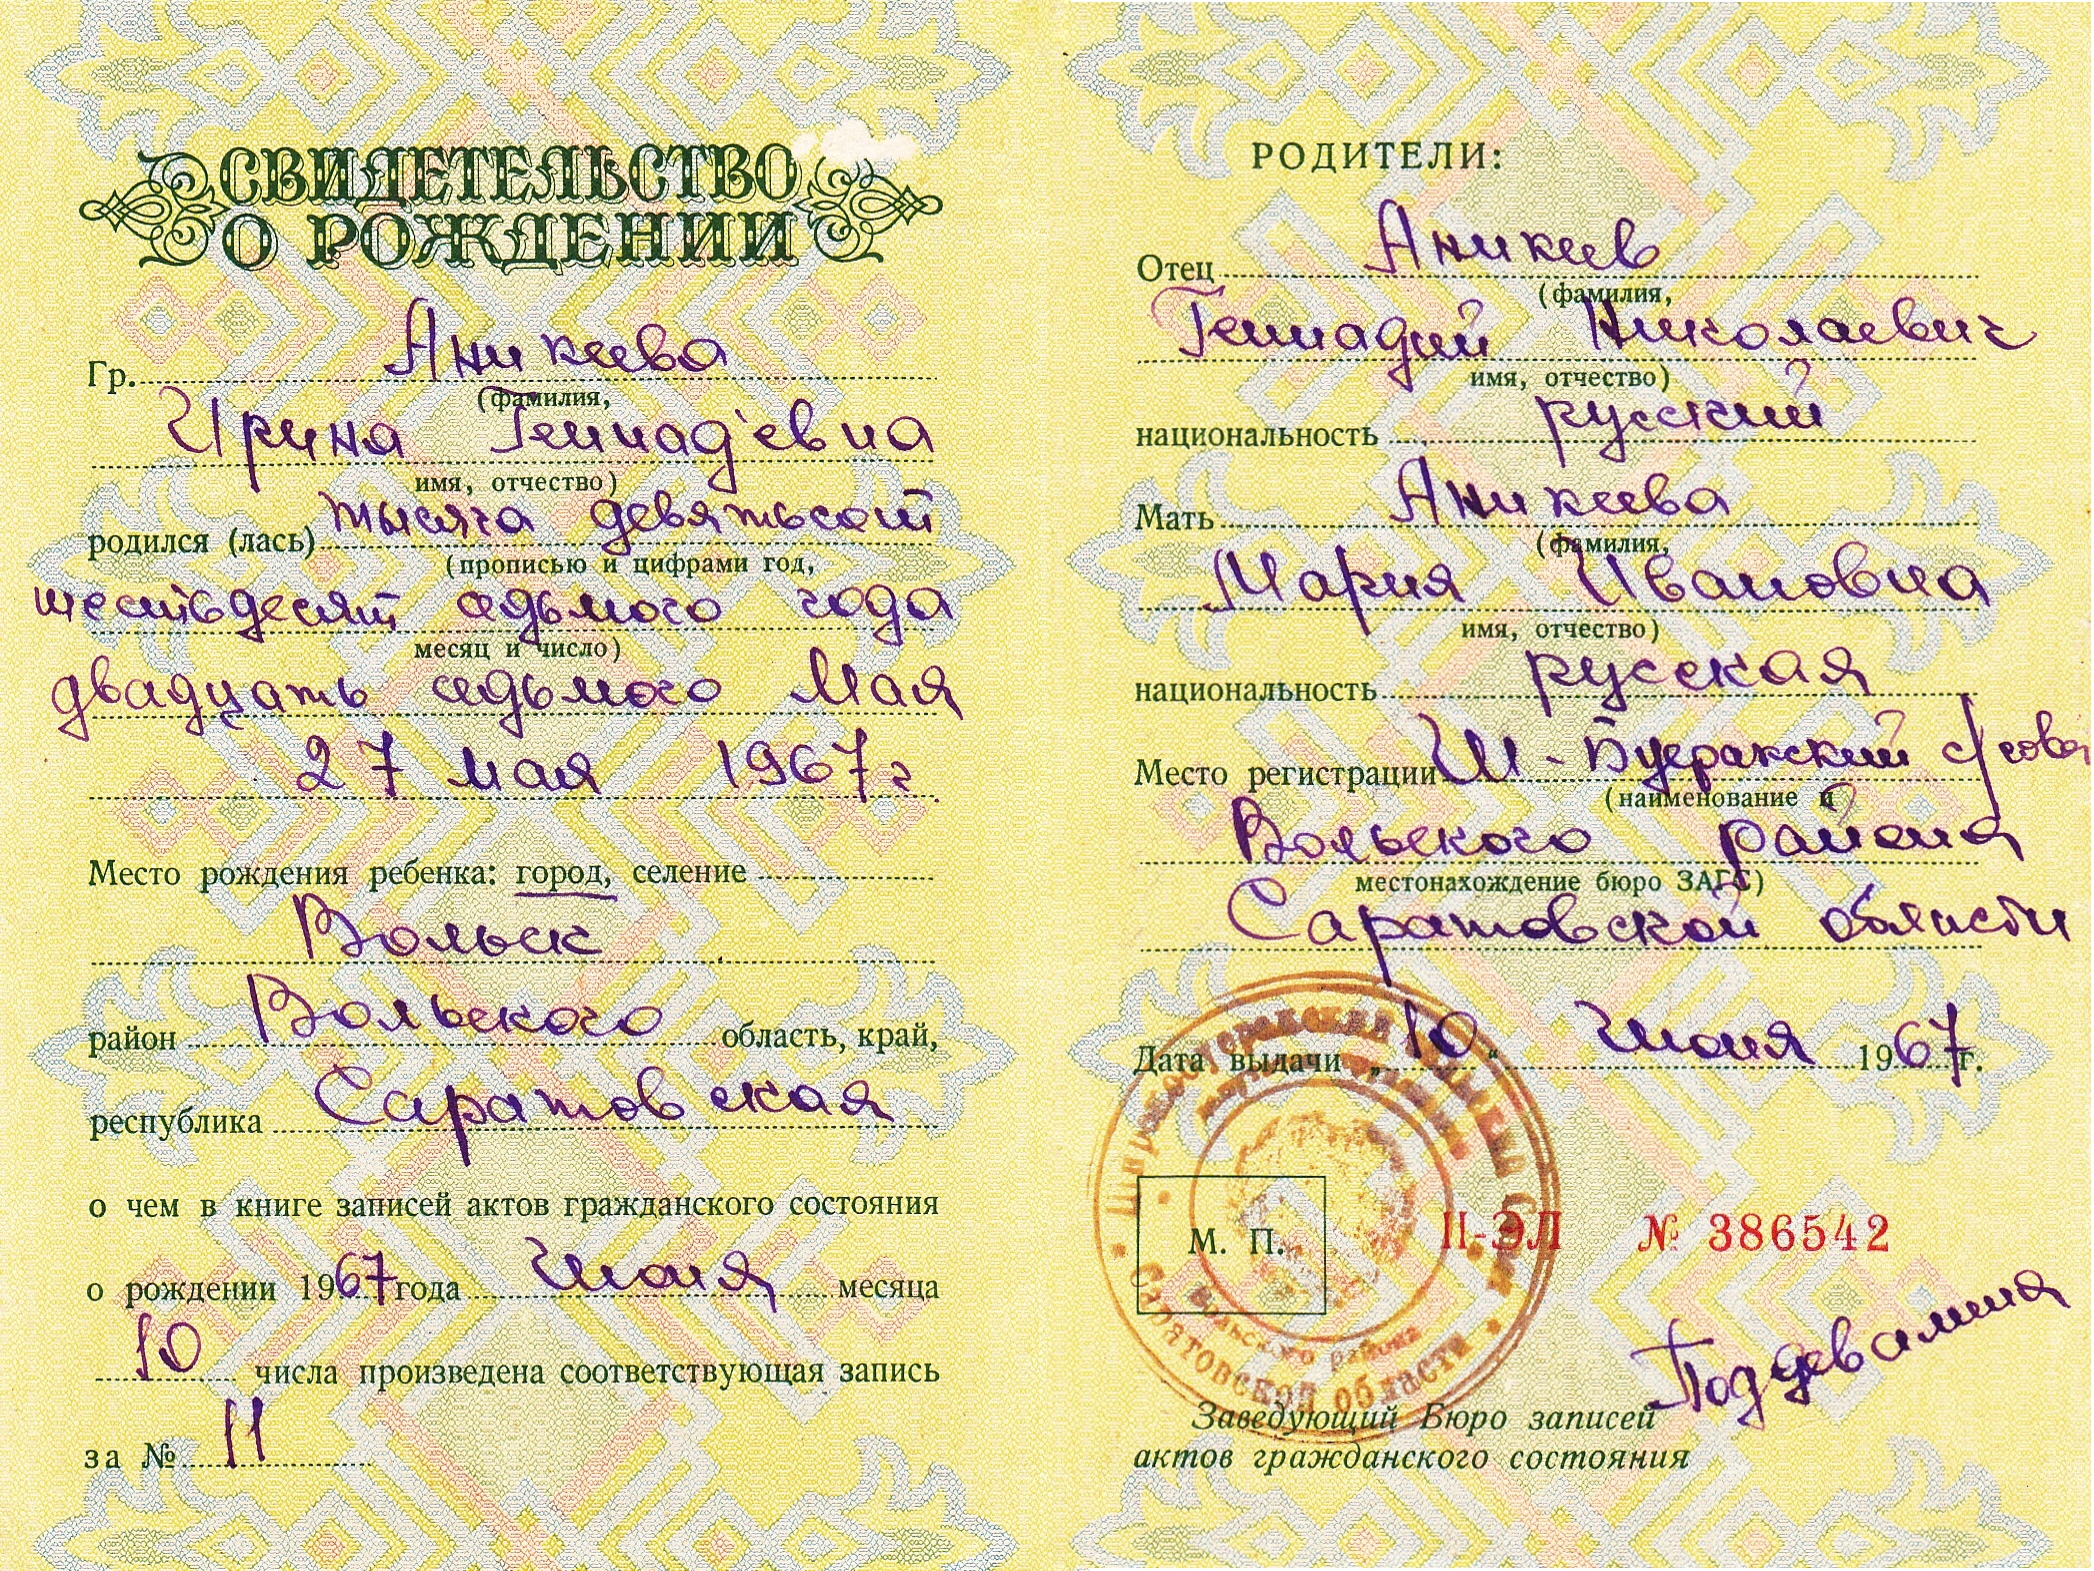 СВИДЕТЕЛЬСТВО
О РОЖДЕНИИ
Гр. Аникеева
(фамилия,
Ирина Геннадьевна
имя, отчество)
родился (лась) тысяча девятьсот
(прописью и цифрами год,
шестьдесят седьмого года
месяц и число)
двадцать седьмого Мая
27 мая 1967 г.
Место рождения ребенка: город, селение
Вольск
район Вольского область, край,
республика Саратовская
о чем в книге записей актов гражданского состояния
о рождении 1967 года Июня месяца
10 числа произведена соответствующая запись
за № 11
РОДИТЕЛИ:
Отец Аникеев
(фамилия,
Геннадий Николаевич
имя, отчество)
национальность русский
Мать Аникеева
(фамилия,
Мария Ивановна
имя, отчество)
национальность русская
Место регистрации Ш-Буеракский с/совет
(наименование и
Вольского района
местонахождение бюро ЗАГС)
Саратовской области
Дата выдачи „10“ Июня 1967 г.
Широкобуеракский сельский Совет
Вольского района
Саратовской области
М. П.
II-ЭЛ № 386542
Поддевалина
Заведующий Бюро записей
актов гражданского состояния